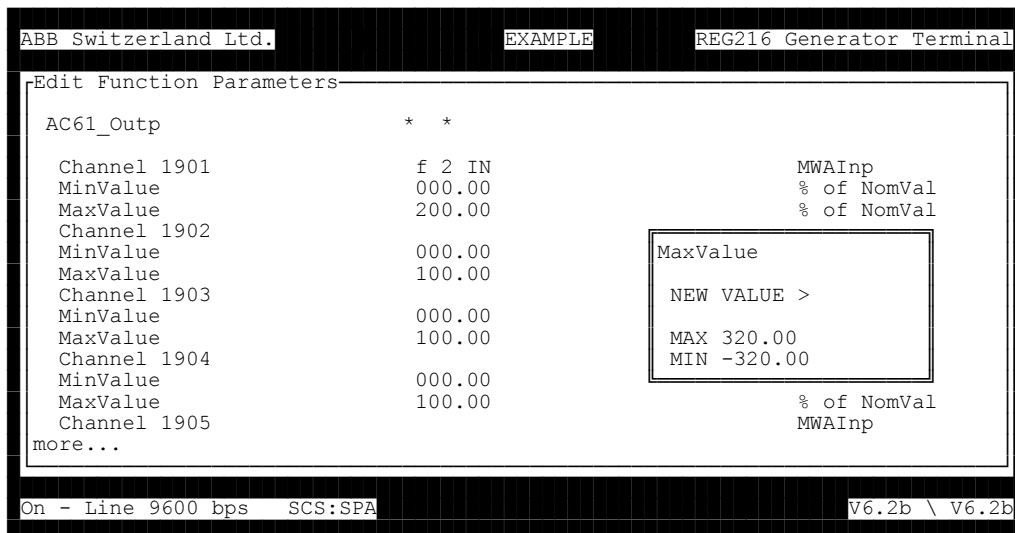 ABB Switzerland Ltd. EXAMPLE REG216 Generator Terminal
Edit Function Parameters
AC61_Outp * *
Channel 1901 f 2 IN MWAInp
MinValue 000.00 % of NomVal
MaxValue 200.00 % of NomVal
Channel 1902
MinValue 000.00 MaxValue
MaxValue 100.00
Channel 1903 NEW VALUE >
MinValue 000.00
MaxValue 100.00 MAX 320.00
Channel 1904 MIN -320.00
MinValue 000.00
MaxValue 100.00 % of NomVal
Channel 1905 MWAInp
more...
On - Line 9600 bps SCS:SPA V6.2b \ V6.2b